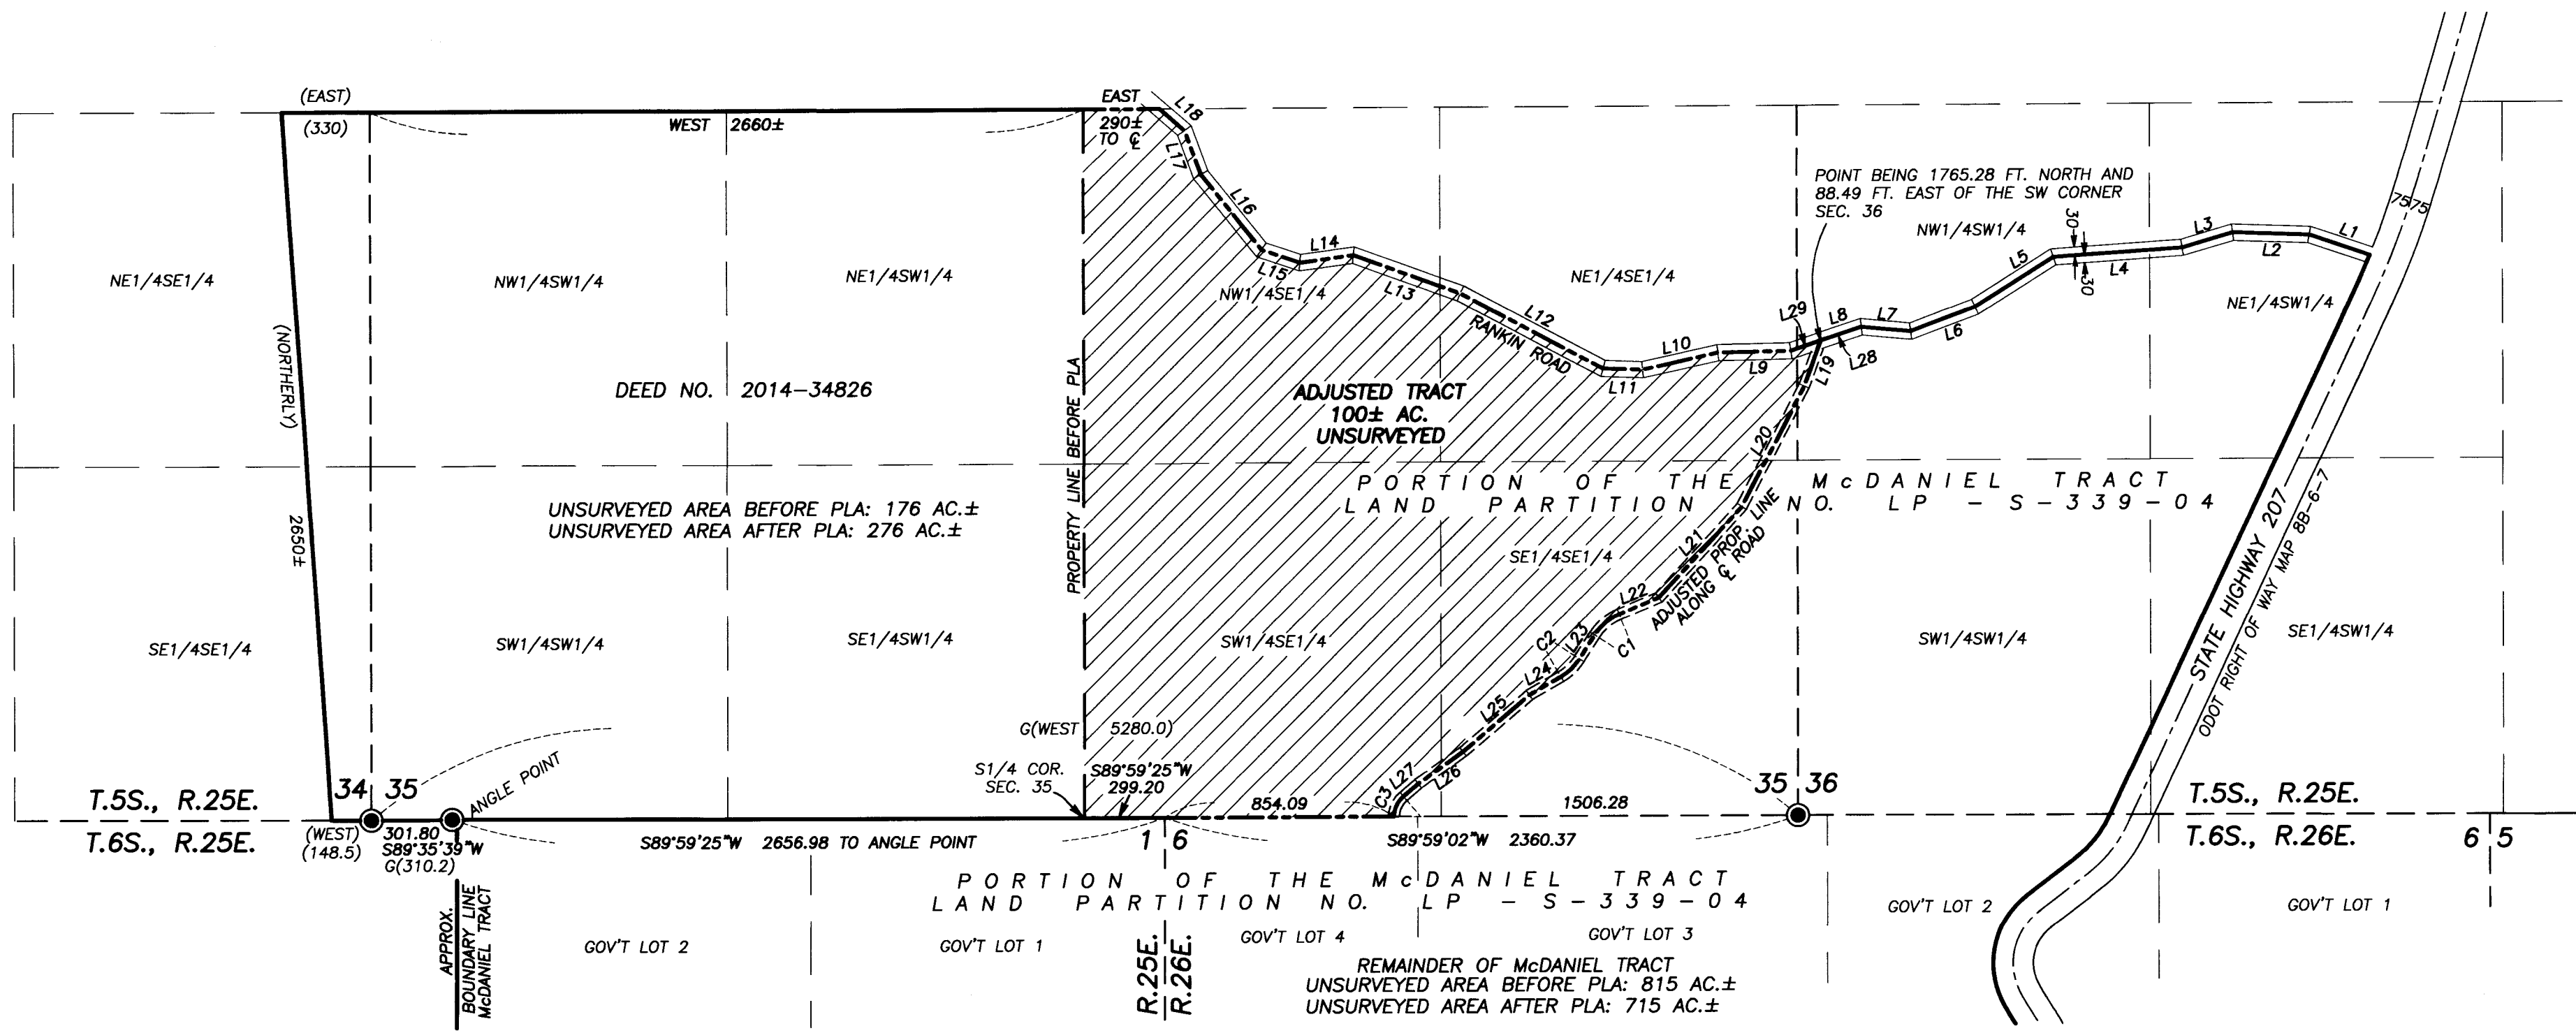 (EAST)
(330)
WEST 2660±
EAST
290±
TO ℄
L18
L17
L16
L15
L14
L13
L12
RANKIN ROAD
L11
L10
L9
L29
L8
L28
L7
L6
L5
30
30
L4
L3
L2
L1
75 75
POINT BEING 1765.28 FT. NORTH AND
88.49 FT. EAST OF THE SW CORNER
SEC. 36
NE1/4SE1/4
NW1/4SW1/4
NE1/4SW1/4
NW1/4SE1/4
NE1/4SE1/4
NW1/4SW1/4
NE1/4SW1/4
(NORTHERLY)
2650±
DEED NO. 2014-34826
PROPERTY LINE BEFORE PLA
ADJUSTED TRACT
100± AC.
UNSURVEYED
L19
L20
L21
L22
L23
L24
L25
L26
L27
C1
C2
C3
ADJUSTED PROP. LINE
ALONG ℄ ROAD
PORTION OF THE McDANIEL TRACT
LAND PARTITION NO. LP - S-339-04
UNSURVEYED AREA BEFORE PLA: 176 AC.±
UNSURVEYED AREA AFTER PLA: 276 AC.±
SE1/4SE1/4
SE1/4SE1/4
SW1/4SW1/4
SE1/4SW1/4
SW1/4SE1/4
SW1/4SW1/4
SE1/4SW1/4
STATE HIGHWAY 207
ODOT RIGHT OF WAY MAP 8B-6-7
G(WEST 5280.0)
S1/4 COR.
SEC. 35
S89°59'25"W
299.20
854.09
1506.28
ANGLE POINT
34 35
35 36
T.5S., R.25E.
T.6S., R.25E.
T.5S., R.25E.
T.6S., R.26E.
(WEST)
(148.5)
301.80
S89°35'39"W
G(310.2)
S89°59'25"W 2656.98 TO ANGLE POINT
1 6
S89°59'02"W 2360.37
6 5
PORTION OF THE McDANIEL TRACT
LAND PARTITION NO. LP - S-339-04
APPROX.
BOUNDARY LINE
McDANIEL TRACT
GOV'T LOT 2
GOV'T LOT 1
R.25E.
R.26E.
GOV'T LOT 4
GOV'T LOT 3
GOV'T LOT 2
GOV'T LOT 1
REMAINDER OF McDANIEL TRACT
UNSURVEYED AREA BEFORE PLA: 815 AC.±
UNSURVEYED AREA AFTER PLA: 715 AC.±